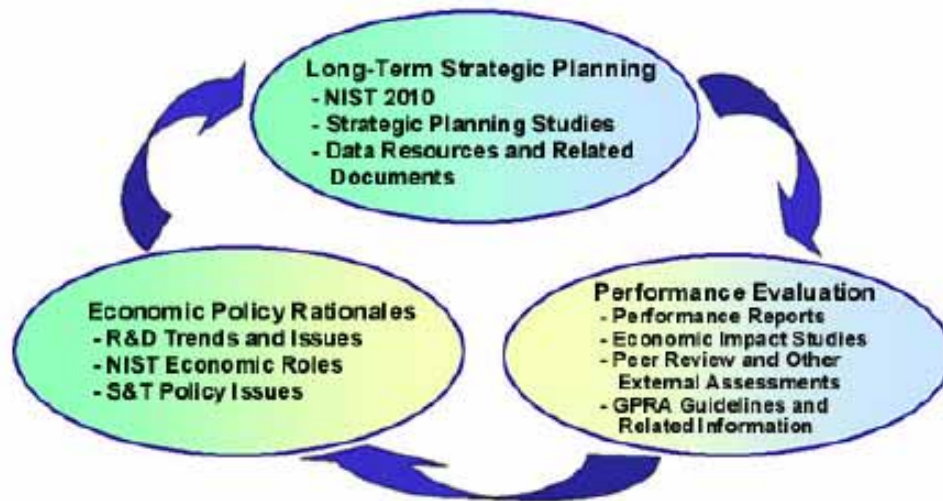 Long-Term Strategic Planning
- NIST 2010
- Strategic Planning Studies
- Data Resources and Related
Documents
Economic Policy Rationales
- R&D Trends and Issues
- NIST Economic Roles
- S&T Policy Issues
Performance Evaluation
- Performance Reports
- Economic Impact Studies
- Peer Review and Other
External Assessments
- GPRA Guidelines and
Related Information